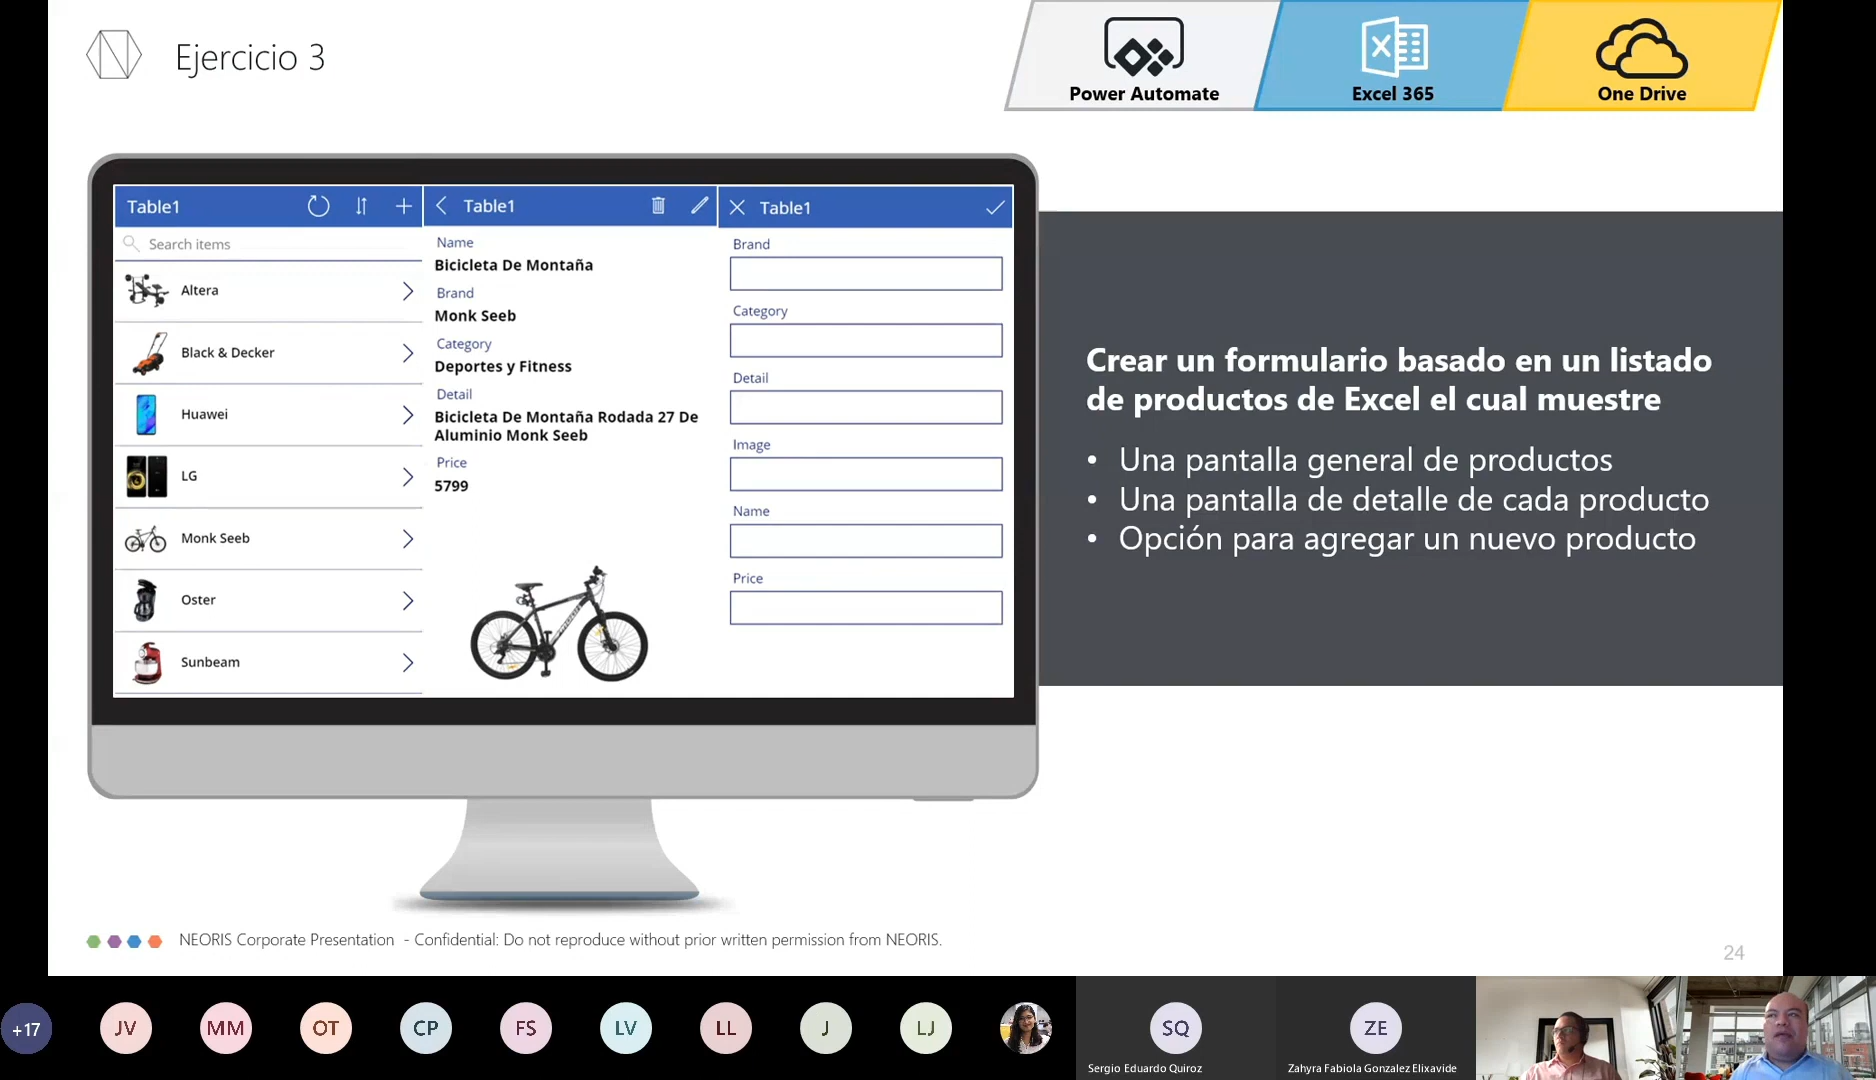 Ejercicio 3
Power Automate
Excel 365
One Drive
Table1
Search items
Altera
Black & Decker
Huawei
LG
Monk Seeb
Oster
Sunbeam
Table1
Name
Bicicleta De Montaña
Brand
Monk Seeb
Category
Deportes y Fitness
Detail
Bicicleta De Montaña Rodada 27 De
Aluminio Monk Seeb
Price
5799
Table1
Brand
Category
Detail
Image
Name
Price
Crear un formulario basado en un listado
de productos de Excel el cual muestre
• Una pantalla general de productos
• Una pantalla de detalle de cada producto
• Opción para agregar un nuevo producto
NEORIS Corporate Presentation - Confidential: Do not reproduce without prior written permission from NEORIS.
24
+17
JV
MM
OT
CP
FS
LV
LL
J
LJ
SQ
Sergio Eduardo Quiroz
ZE
Zahyra Fabiola Gonzalez Elixavide